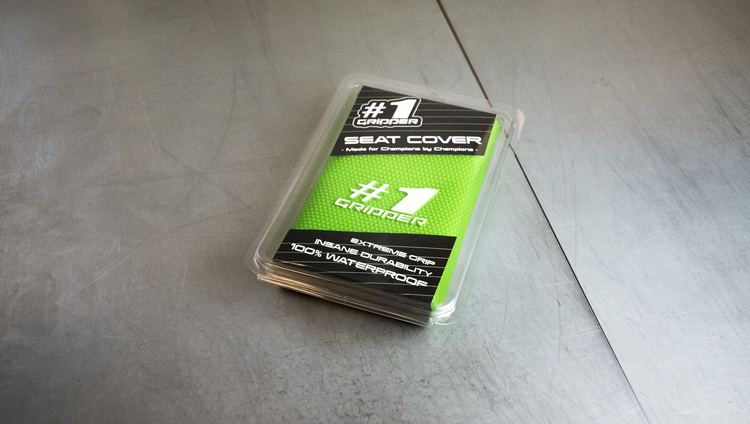 #1
GRIPPER
SEAT COVER
- Made for Champions by Champions -
#1
GRIPPER
EXTREME GRIP
INSANE DURABILITY
100% WATERPROOF